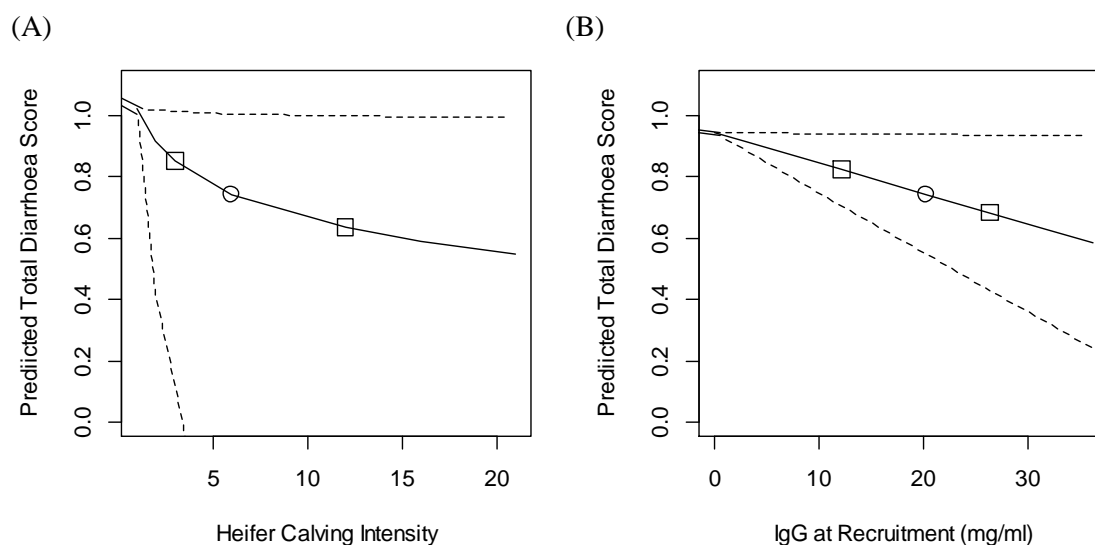 (A)
(B)
Prediicted Total Diarrhoea Score
0.0 0.2 0.4 0.6 0.8 1.0
5 10 15 20
Heifer Calving Intensity
Prediicted Total Diarrhoea Score
0.0 0.2 0.4 0.6 0.8 1.0
0 10 20 30
IgG at Recruitment (mg/ml)